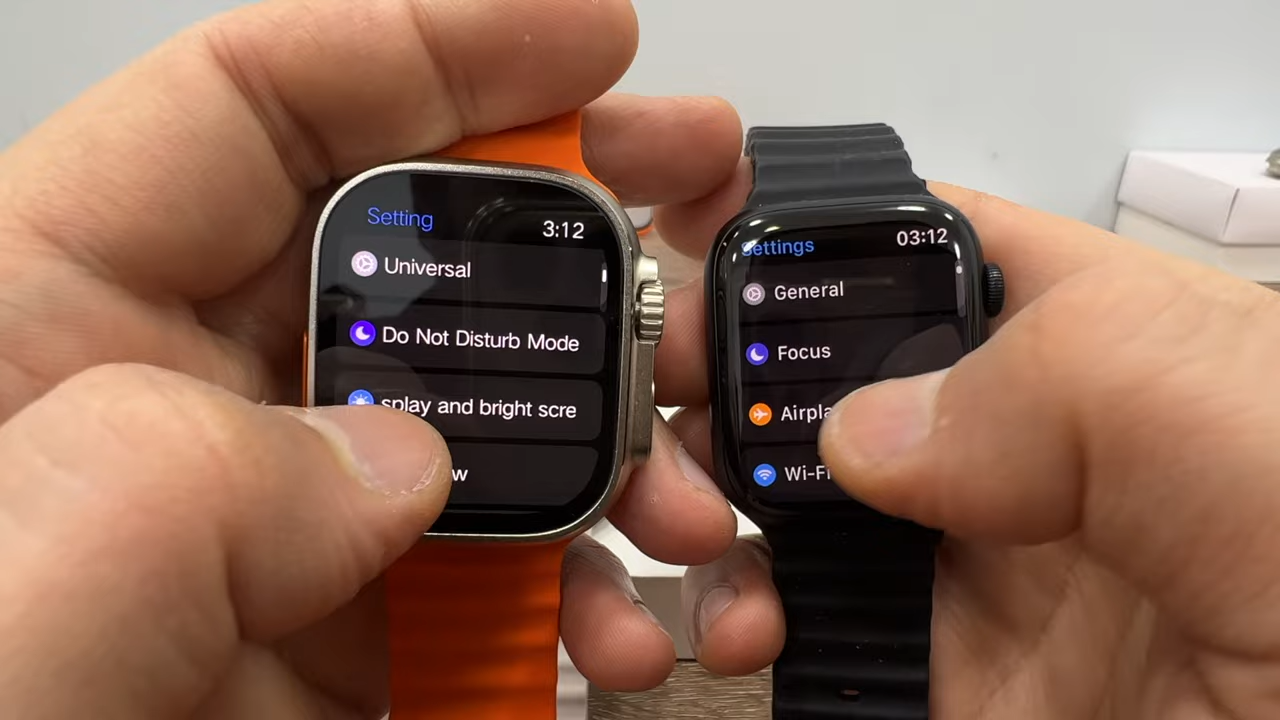 Setting
3:12
Universal
Do Not Disturb Mode
splay and bright scre
w
Settings
03:12
General
Focus
Airpla
Wi-Fi